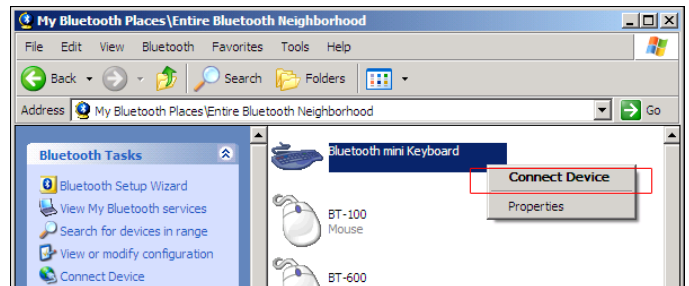 My Bluetooth Places\Entire Bluetooth Neighborhood
File Edit View Bluetooth Favorites Tools Help
Back Search Folders
Address My Bluetooth Places\Entire Bluetooth Neighborhood Go
Bluetooth Tasks
Bluetooth Setup Wizard
View My Bluetooth services
Search for devices in range
View or modify configuration
Connect Device
Bluetooth mini Keyboard
BT-100
Mouse
BT-600
Connect Device
Properties